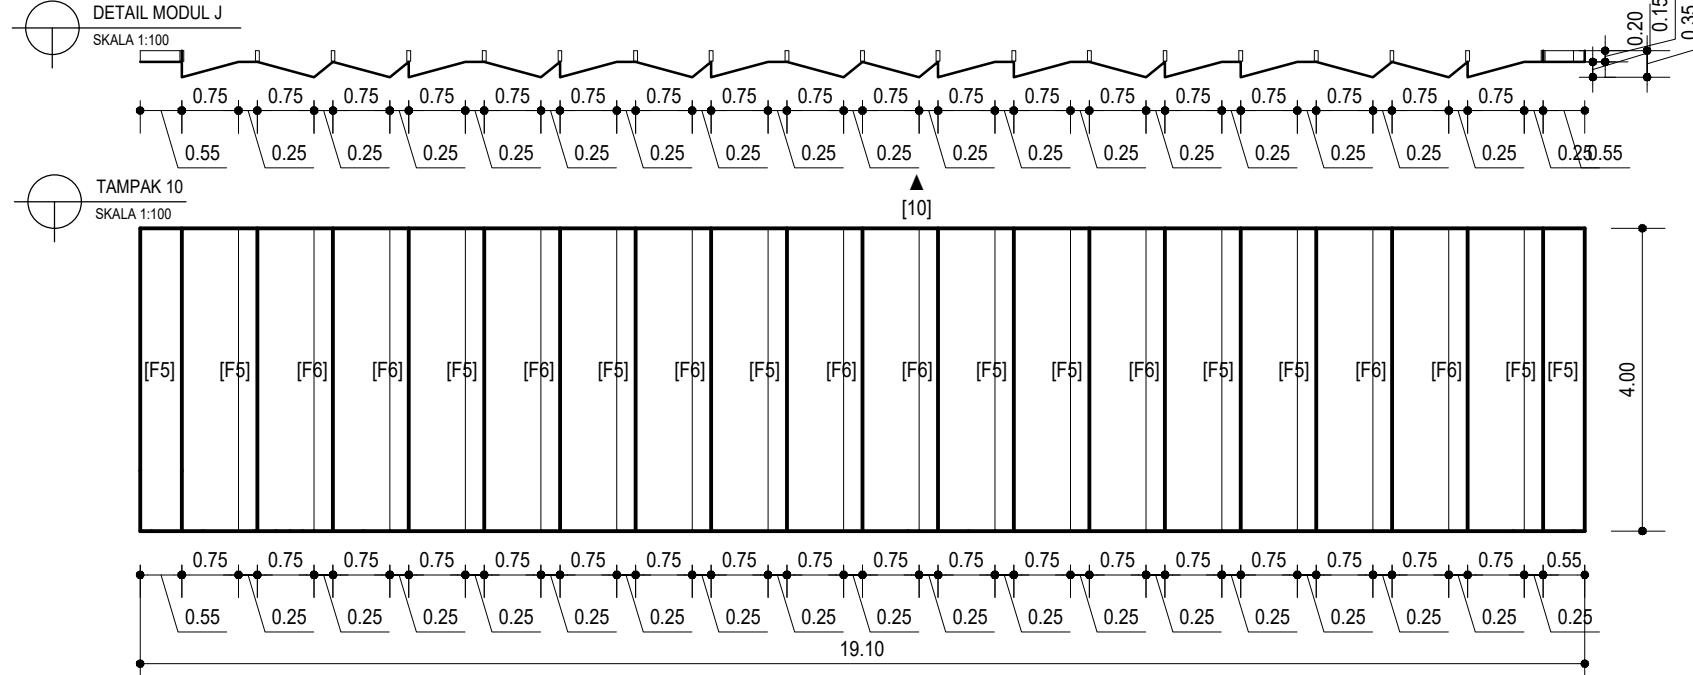 DETAIL MODUL J
SKALA 1:100
0.20 0.15 0.35
0.75 0.75 0.75 0.75 0.75 0.75 0.75 0.75 0.75 0.75 0.75 0.75 0.75 0.75 0.75 0.75 0.75 0.75
0.55 0.25 0.25 0.25 0.25 0.25 0.25 0.25 0.25 0.25 0.25 0.25 0.25 0.25 0.25 0.25 0.25 0.25 0.25 0.55
TAMPAK 10
SKALA 1:100
[10]
[F5] [F5] [F6] [F6] [F5] [F6] [F5] [F6] [F5] [F6] [F6] [F5] [F5] [F6] [F5] [F5] [F6] [F6] [F5] [F5]
4.00
0.75 0.75 0.75 0.75 0.75 0.75 0.75 0.75 0.75 0.75 0.75 0.75 0.75 0.75 0.75 0.75 0.75 0.75 0.55
0.55 0.25 0.25 0.25 0.25 0.25 0.25 0.25 0.25 0.25 0.25 0.25 0.25 0.25 0.25 0.25 0.25 0.25 0.25
19.10